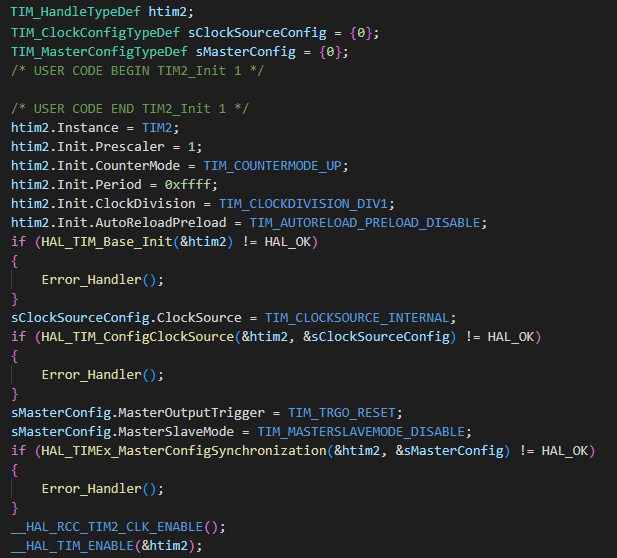 TIM_HandleTypeDef htim2;
TIM_ClockConfigTypeDef sClockSourceConfig = {0};
TIM_MasterConfigTypeDef sMasterConfig = {0};
/* USER CODE BEGIN TIM2_Init 1 */

/* USER CODE END TIM2_Init 1 */
htim2.Instance = TIM2;
htim2.Init.Prescaler = 1;
htim2.Init.CounterMode = TIM_COUNTERMODE_UP;
htim2.Init.Period = 0xffff;
htim2.Init.ClockDivision = TIM_CLOCKDIVISION_DIV1;
htim2.Init.AutoReloadPreload = TIM_AUTORELOAD_PRELOAD_DISABLE;
if (HAL_TIM_Base_Init(&htim2) != HAL_OK)
{
    Error_Handler();
}
sClockSourceConfig.ClockSource = TIM_CLOCKSOURCE_INTERNAL;
if (HAL_TIM_ConfigClockSource(&htim2, &sClockSourceConfig) != HAL_OK)
{
    Error_Handler();
}
sMasterConfig.MasterOutputTrigger = TIM_TRGO_RESET;
sMasterConfig.MasterSlaveMode = TIM_MASTERSLAVEMODE_DISABLE;
if (HAL_TIMEx_MasterConfigSynchronization(&htim2, &sMasterConfig) != HAL_OK)
{
    Error_Handler();
}
__HAL_RCC_TIM2_CLK_ENABLE();
__HAL_TIM_ENABLE(&htim2);